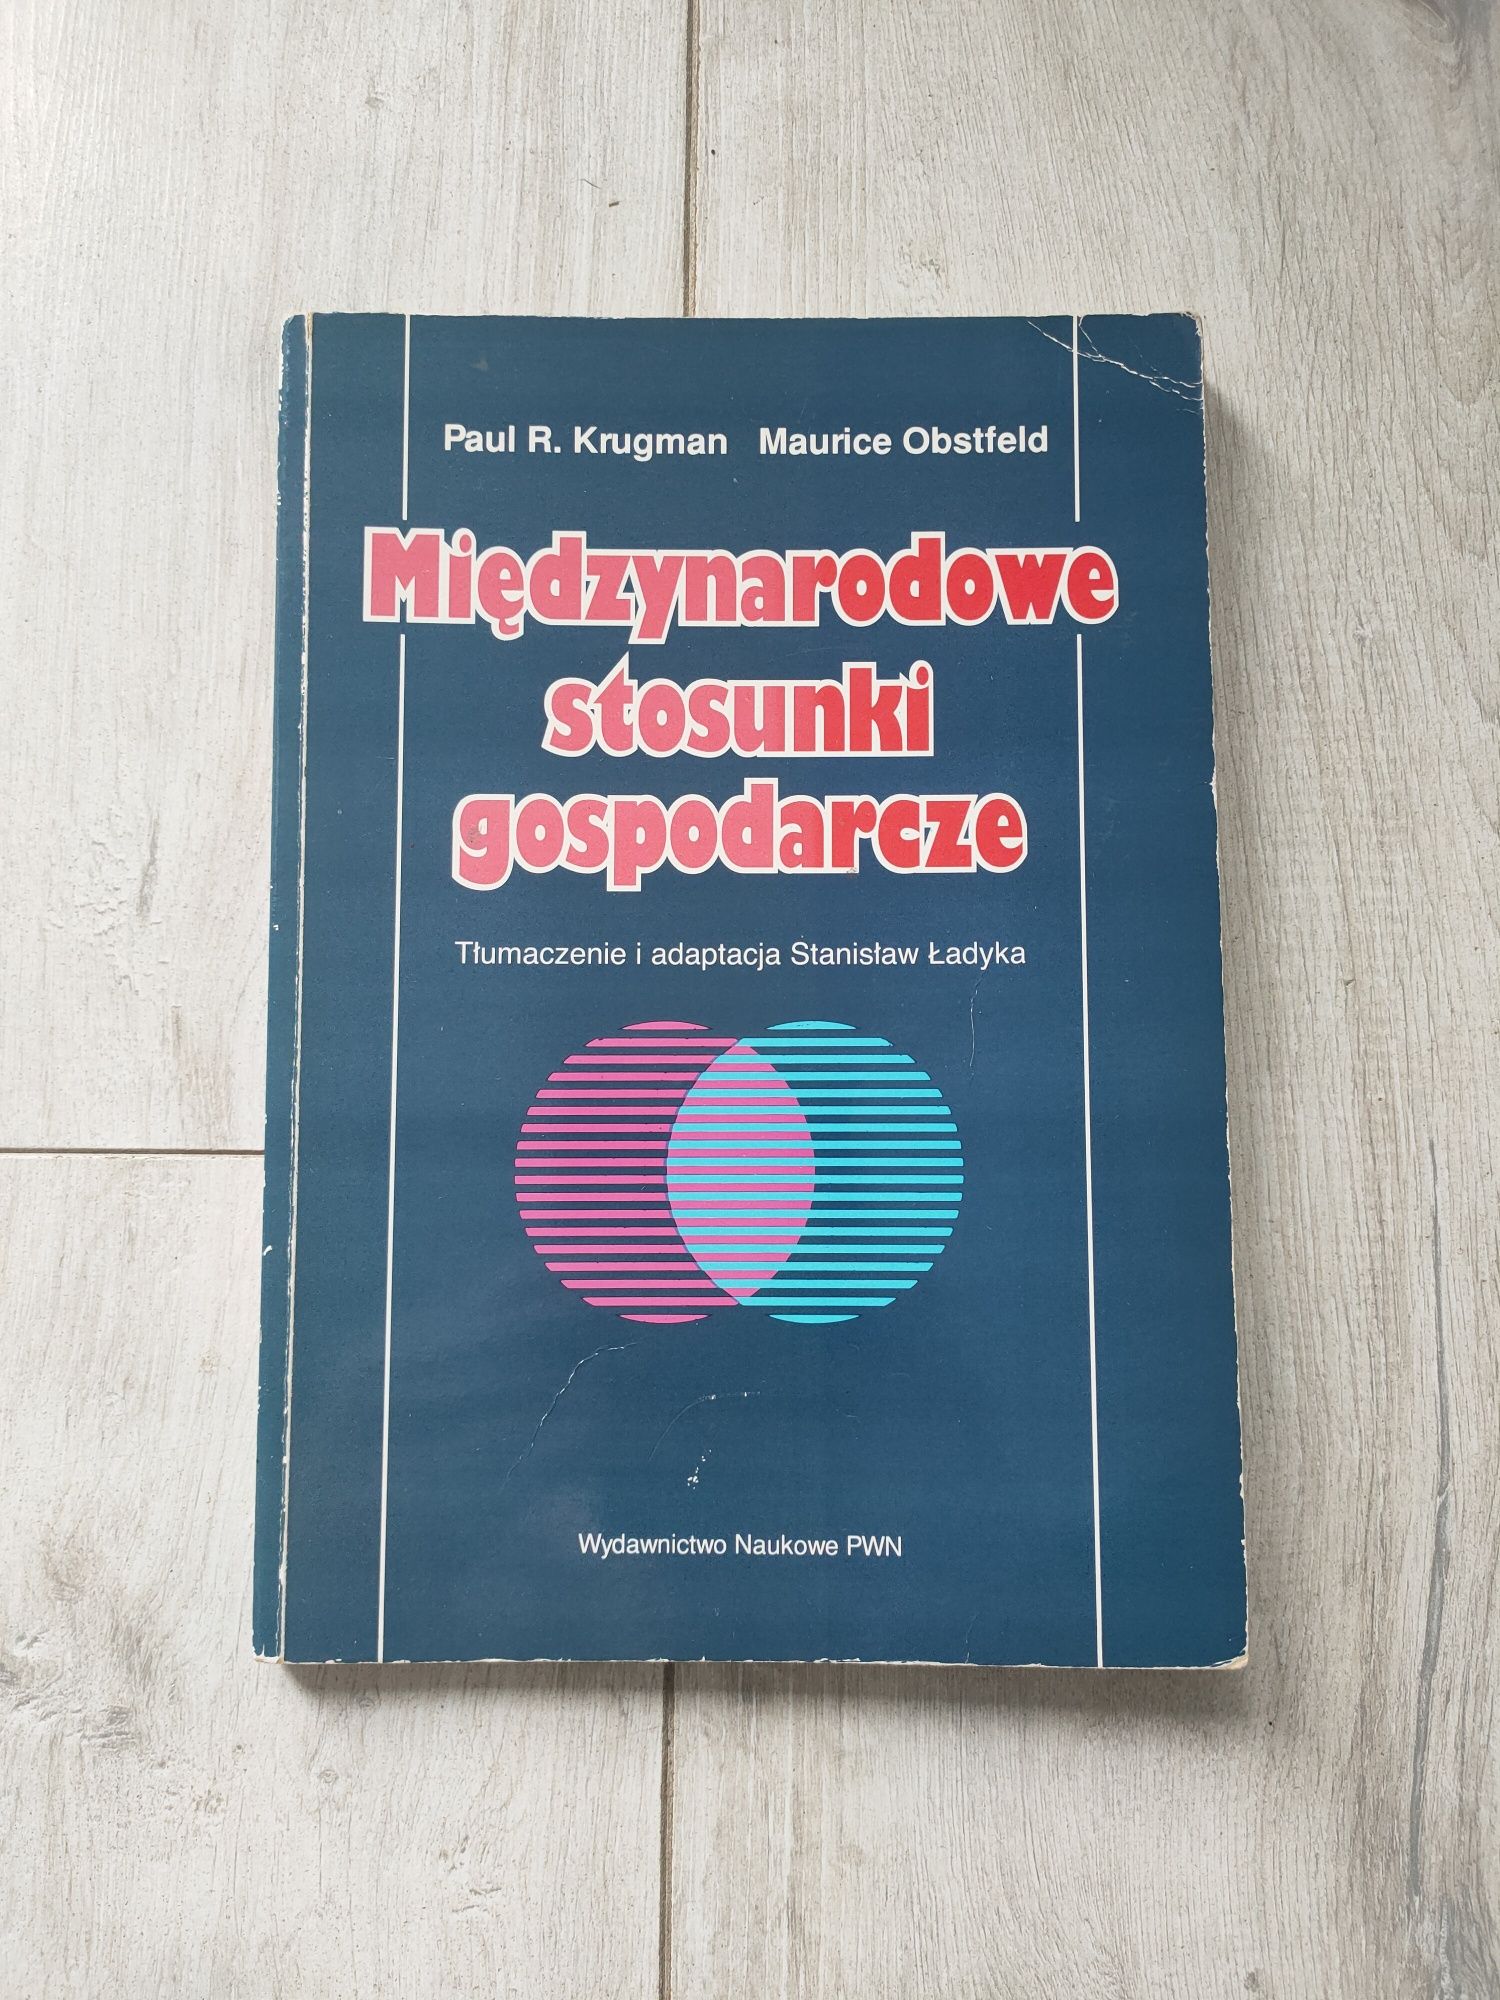 Paul R. Krugman Maurice Obstfeld
Międzynarodowe
stosunki
gospodarcze
Tłumaczenie i adaptacja Stanisław Ładyka
Wydawnictwo Naukowe PWN